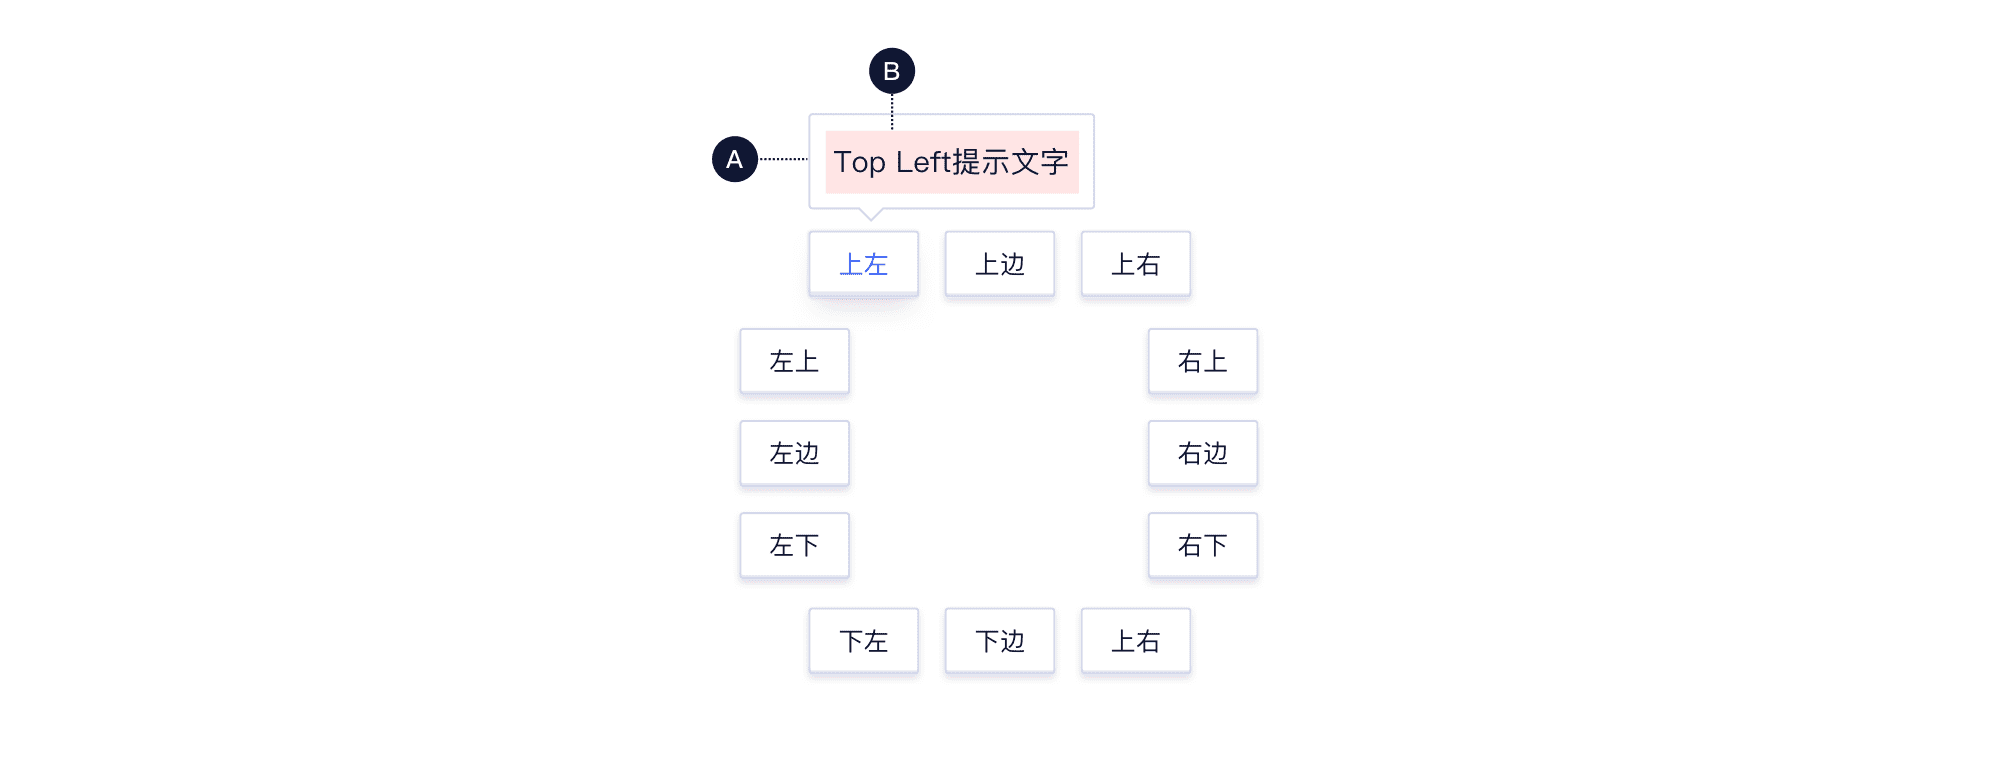 B
A
Top Left提示文字
上左 上边 上右
左上 右上
左边 右边
左下 右下
下左 下边 上右